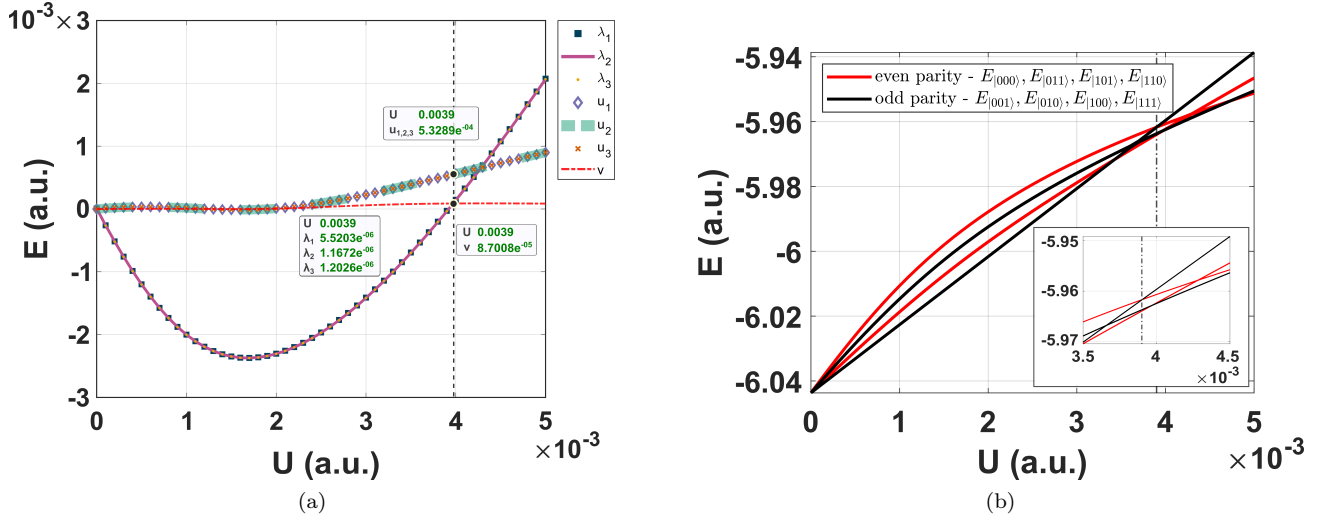 10⁻³×3
2
1
0
-1
-2
-3
E (a.u.)
0 1 2 3 4 5
×10⁻³
U (a.u.)
U 0.0039
u₁,₂,₃ 5.3289e⁻⁰⁴
U 0.0039
λ₁ 5.5203e⁻⁰⁶
λ₂ 1.1672e⁻⁰⁶
λ₃ 1.2026e⁻⁰⁶
U 0.0039
v 8.7008e⁻⁰⁵
λ₁
λ₂
λ₃
u₁
u₂
u₃
v
(a)
-5.94
-5.96
-5.98
-6
-6.02
-6.04
E (a.u.)
even parity - E|000⟩, E|011⟩, E|101⟩, E|110⟩
odd parity - E|001⟩, E|010⟩, E|100⟩, E|111⟩
-5.95
-5.96
-5.97
3.5 4 4.5
×10⁻³
0 1 2 3 4 5
×10⁻³
U (a.u.)
(b)